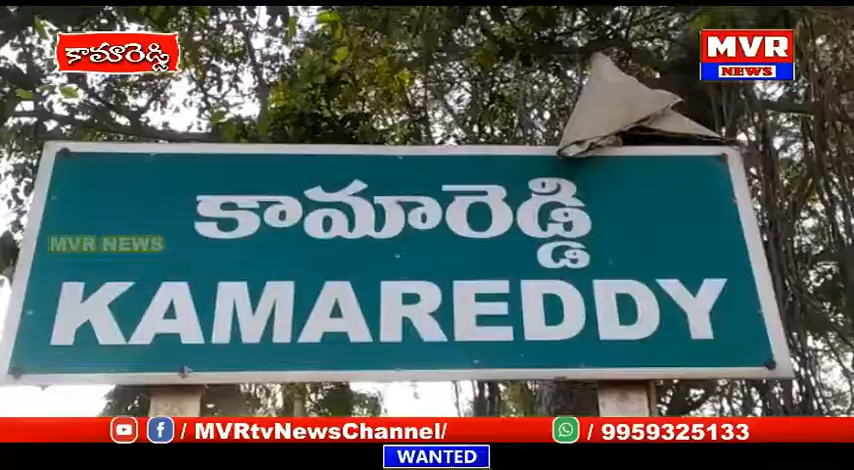 కామారెడ్డి
MVR
NEWS
కామారెడ్డి
MVR NEWS
KAMAREDDY
/ MVRtvNewsChannel/
/ 9959325133
WANTED